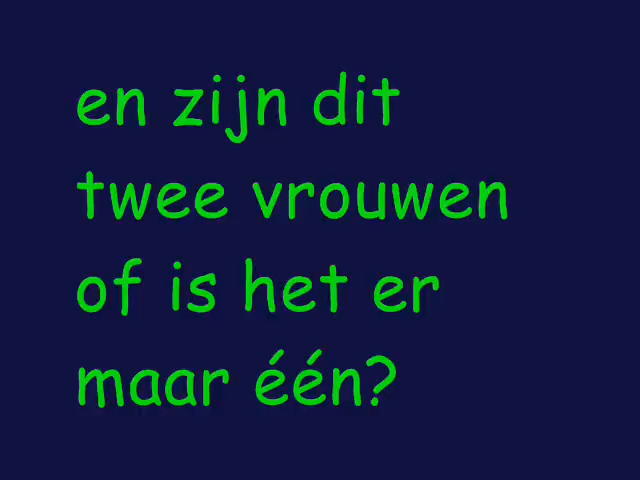 en zijn dit
twee vrouwen
of is het er
maar één?